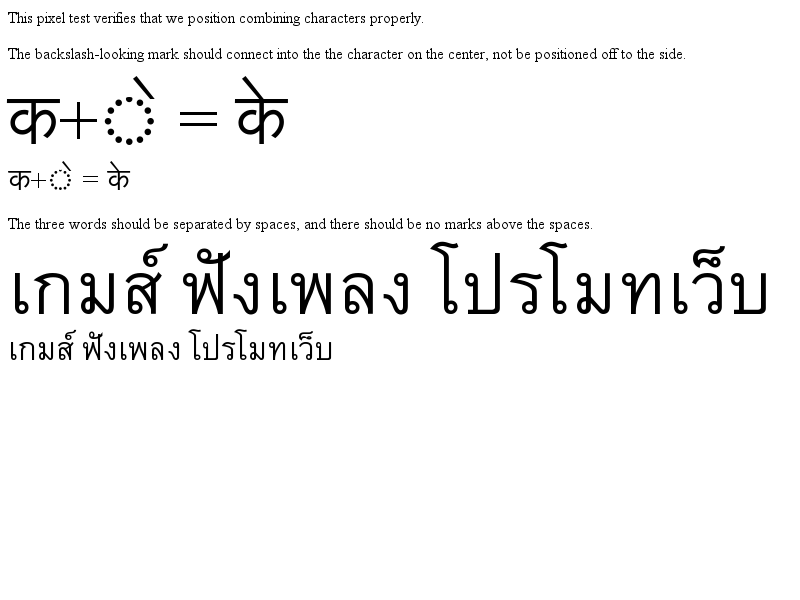 This pixel test verifies that we position combining characters properly.
The backslash-looking mark should connect into the the character on the center, not be positioned off to the side.
क+◌े = के
क+◌े = के
The three words should be separated by spaces, and there should be no marks above the spaces.
เกมส์ ฟังเพลง โปรโมทเว็บ
เกมส์ ฟังเพลง โปรโมทเว็บ